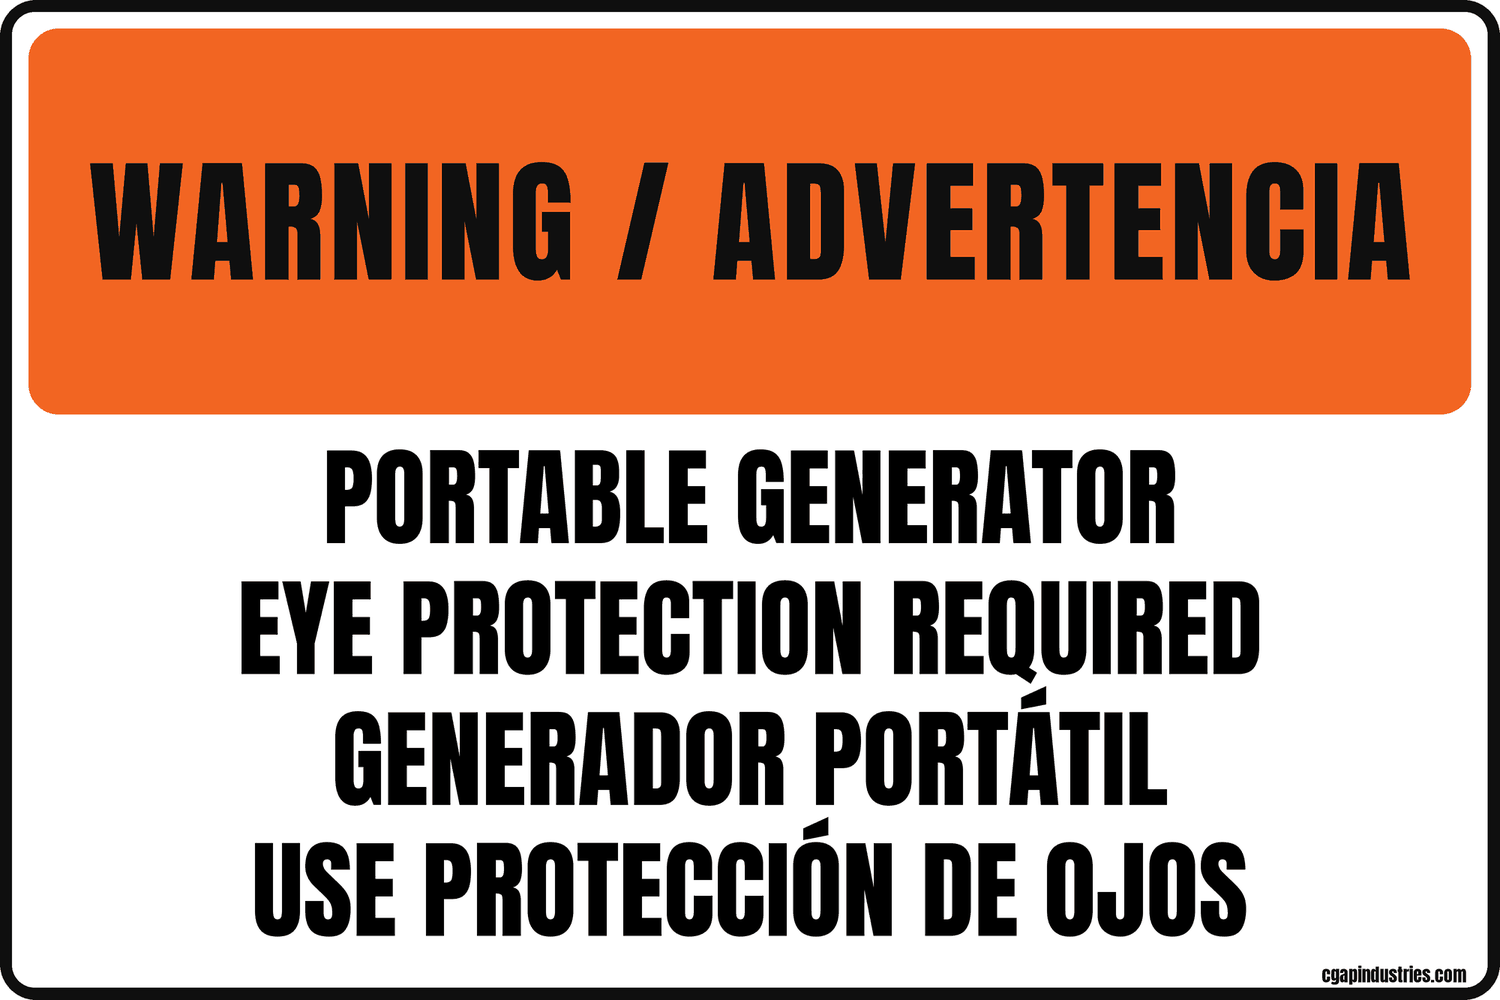 WARNING / ADVERTENCIA
PORTABLE GENERATOR
EYE PROTECTION REQUIRED
GENERADOR PORTÁTIL
USE PROTECCIÓN DE OJOS
cgapindustries.com